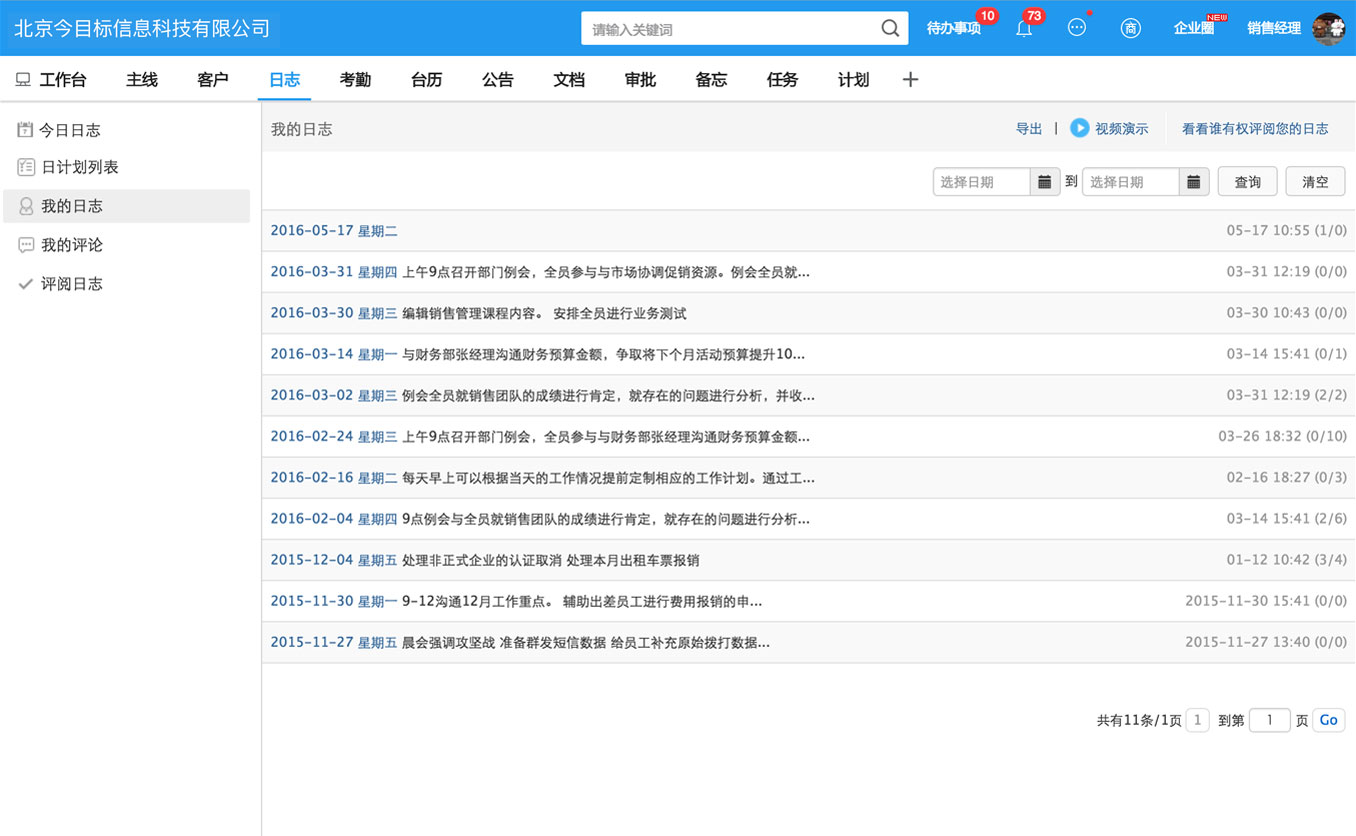 北京今目标信息科技有限公司 请输入关键词 待办事项 10 73 商 企业圈 NEW 销售经理
工作台 主线 客户 日志 考勤 台历 公告 文档 审批 备忘 任务 计划 +
今日日志
日计划列表
我的日志
我的评论
评阅日志
我的日志 导出 | 视频演示 看看谁有权评阅您的日志
选择日期 到 选择日期 查询 清空
2016-05-17 星期二 05-17 10:55 (1/0)
2016-03-31 星期四 上午9点召开部门例会，全员参与与市场协调促销资源。例会全员就... 03-31 12:19 (0/0)
2016-03-30 星期三 编辑销售管理课程内容。 安排全员进行业务测试 03-30 10:43 (0/0)
2016-03-14 星期一 与财务部张经理沟通财务预算金额，争取将下个月活动预算提升10... 03-14 15:41 (0/1)
2016-03-02 星期三 例会全员就销售团队的成绩进行肯定，就存在的问题进行分析，并收... 03-31 12:19 (2/2)
2016-02-24 星期三 上午9点召开部门例会，全员参与与财务部张经理沟通财务预算金额... 03-26 18:32 (0/10)
2016-02-16 星期二 每天早上可以根据当天的工作情况提前定制相应的工作计划。通过工... 02-16 18:27 (0/3)
2016-02-04 星期四 9点例会与全员就销售团队的成绩进行肯定，就存在的问题进行分析... 03-14 15:41 (2/6)
2015-12-04 星期五 处理非正式企业的认证取消 处理本月出租车票报销 01-12 10:42 (3/4)
2015-11-30 星期一 9-12沟通12月工作重点。 辅助出差员工进行费用报销的申... 2015-11-30 15:41 (0/0)
2015-11-27 星期五 晨会强调攻坚战 准备群发短信数据 给员工补充原始拨打数据... 2015-11-27 13:40 (0/0)
共有11条/1页 1 到第 1 页 Go